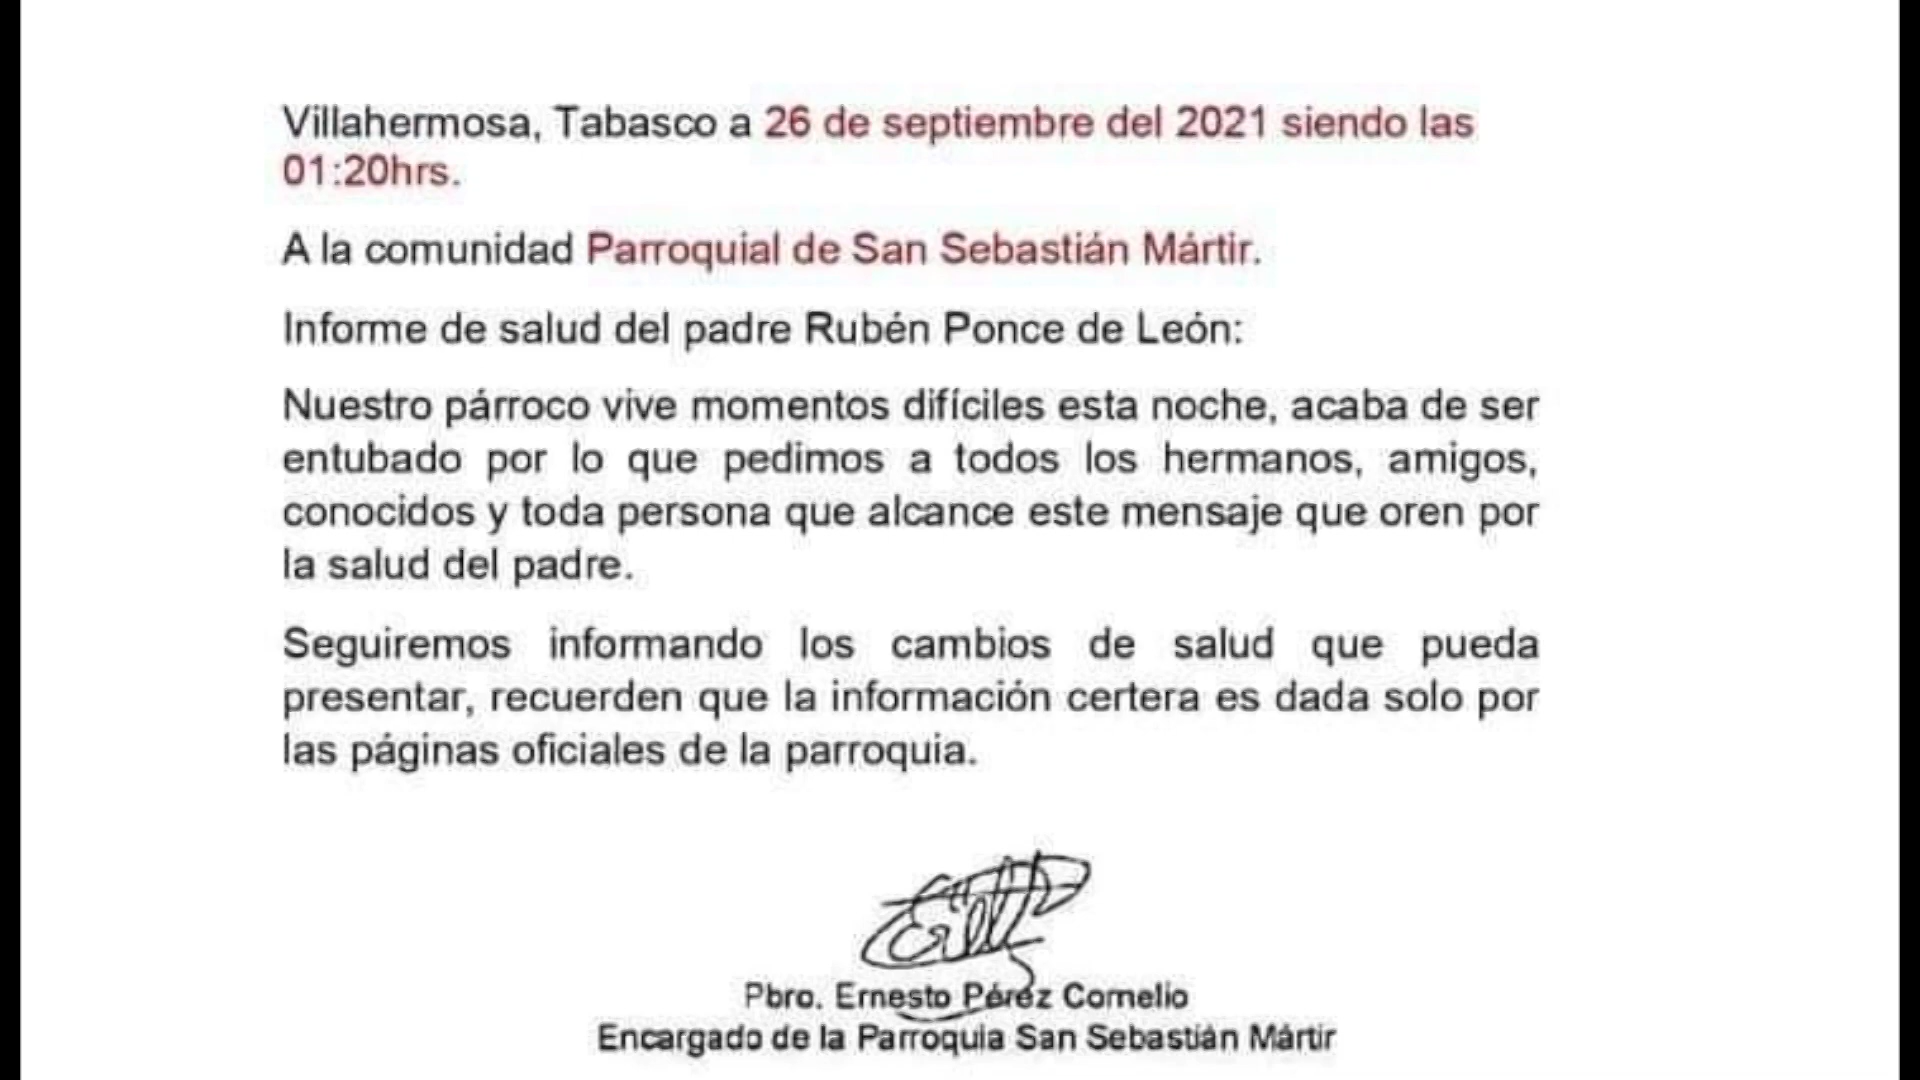 Villahermosa, Tabasco a 26 de septiembre del 2021 siendo las
01:20hrs.
A la comunidad Parroquial de San Sebastián Mártir.
Informe de salud del padre Rubén Ponce de León:
Nuestro párroco vive momentos difíciles esta noche, acaba de ser
entubado por lo que pedimos a todos los hermanos, amigos,
conocidos y toda persona que alcance este mensaje que oren por
la salud del padre.
Seguiremos informando los cambios de salud que pueda
presentar, recuerden que la información certera es dada solo por
las páginas oficiales de la parroquia.
Pbro. Ernesto Pérez Cornelio
Encargado de la Parroquia San Sebastián Mártir